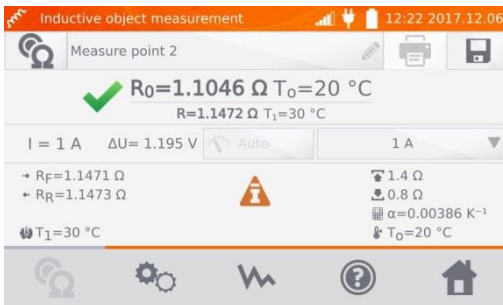 Inductive object measurement 12:22 2017.12.06
Measure point 2
R0=1.1046 Ω To=20 °C
R=1.1472 Ω T1=30 °C
I = 1 A ΔU= 1.195 V Auto 1 A
RF=1.1471 Ω 1.4 Ω
RR=1.1473 Ω 0.8 Ω
α=0.00386 K⁻¹
T1=30 °C To=20 °C